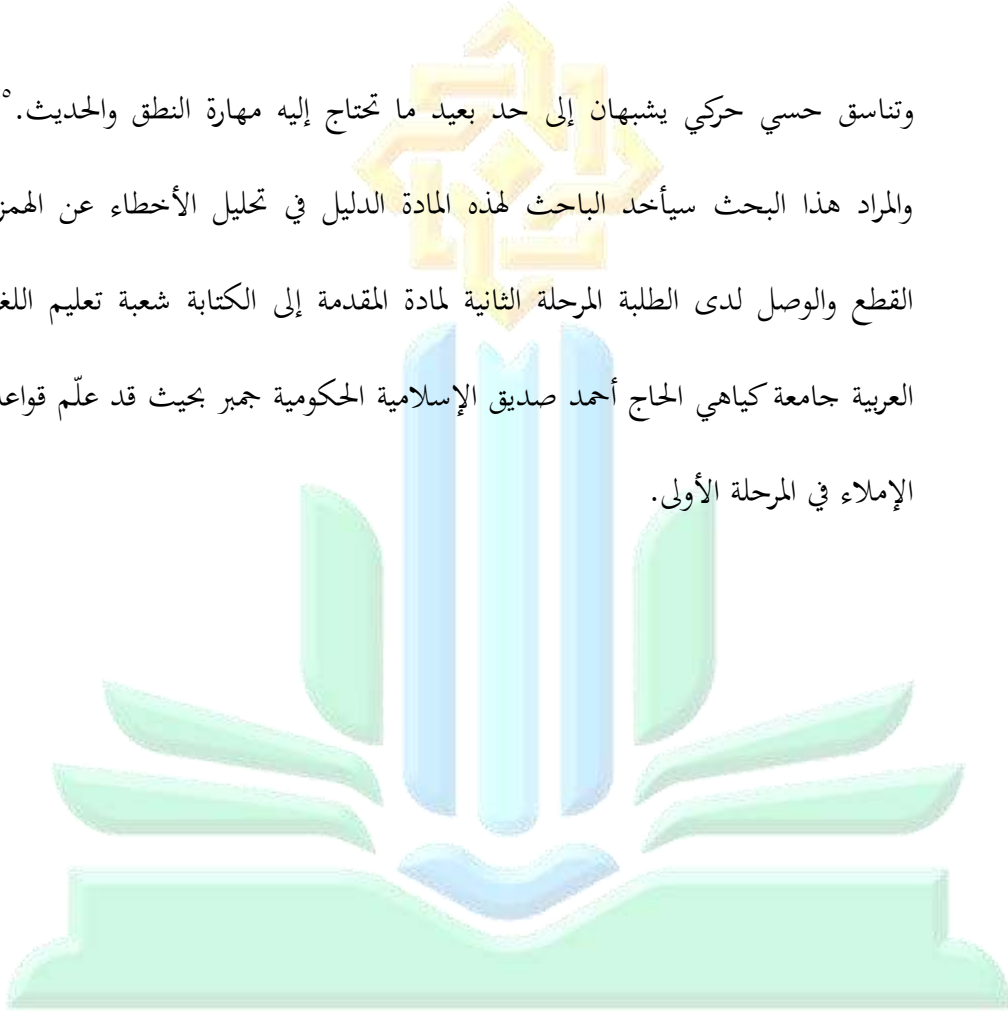 وتناسق حسي حركي يشبهان إلى حد بعيد ما تحتاج إليه مهارة النطق والحديث.٥
والمراد هذا البحث سيأخد الباحث لهذه المادة الدليل في تحليل الأخطاء عن الهمز
القطع والوصل لدى الطلبة المرحلة الثانية لمادة المقدمة إلى الكتابة شعبة تعليم اللغ
العربية جامعة كياهي الحاج أحمد صديق الإسلامية الحكومية جمبر بحيث قد علّم قواعد
الإملاء في المرحلة الأولى.